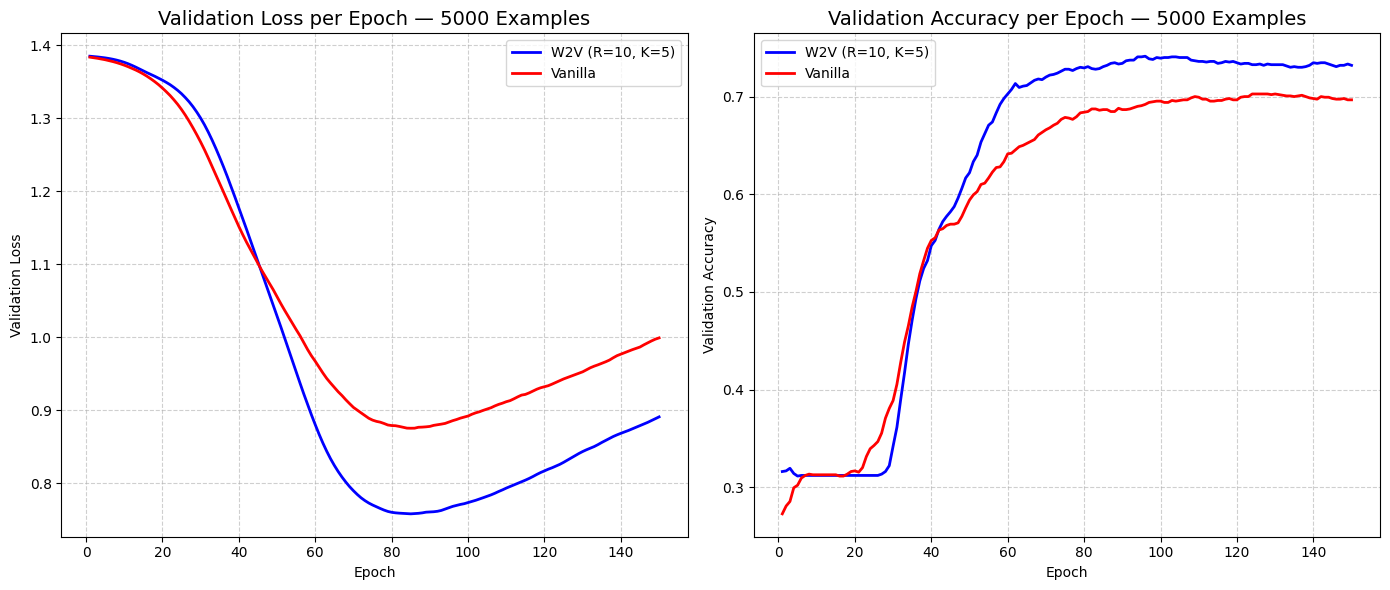 Validation Loss per Epoch — 5000 Examples
W2V (R=10, K=5)
Vanilla
Validation Loss
1.4
1.3
1.2
1.1
1.0
0.9
0.8
0 20 40 60 80 100 120 140
Epoch
Validation Accuracy per Epoch — 5000 Examples
W2V (R=10, K=5)
Vanilla
Validation Accuracy
0.7
0.6
0.5
0.4
0.3
0 20 40 60 80 100 120 140
Epoch